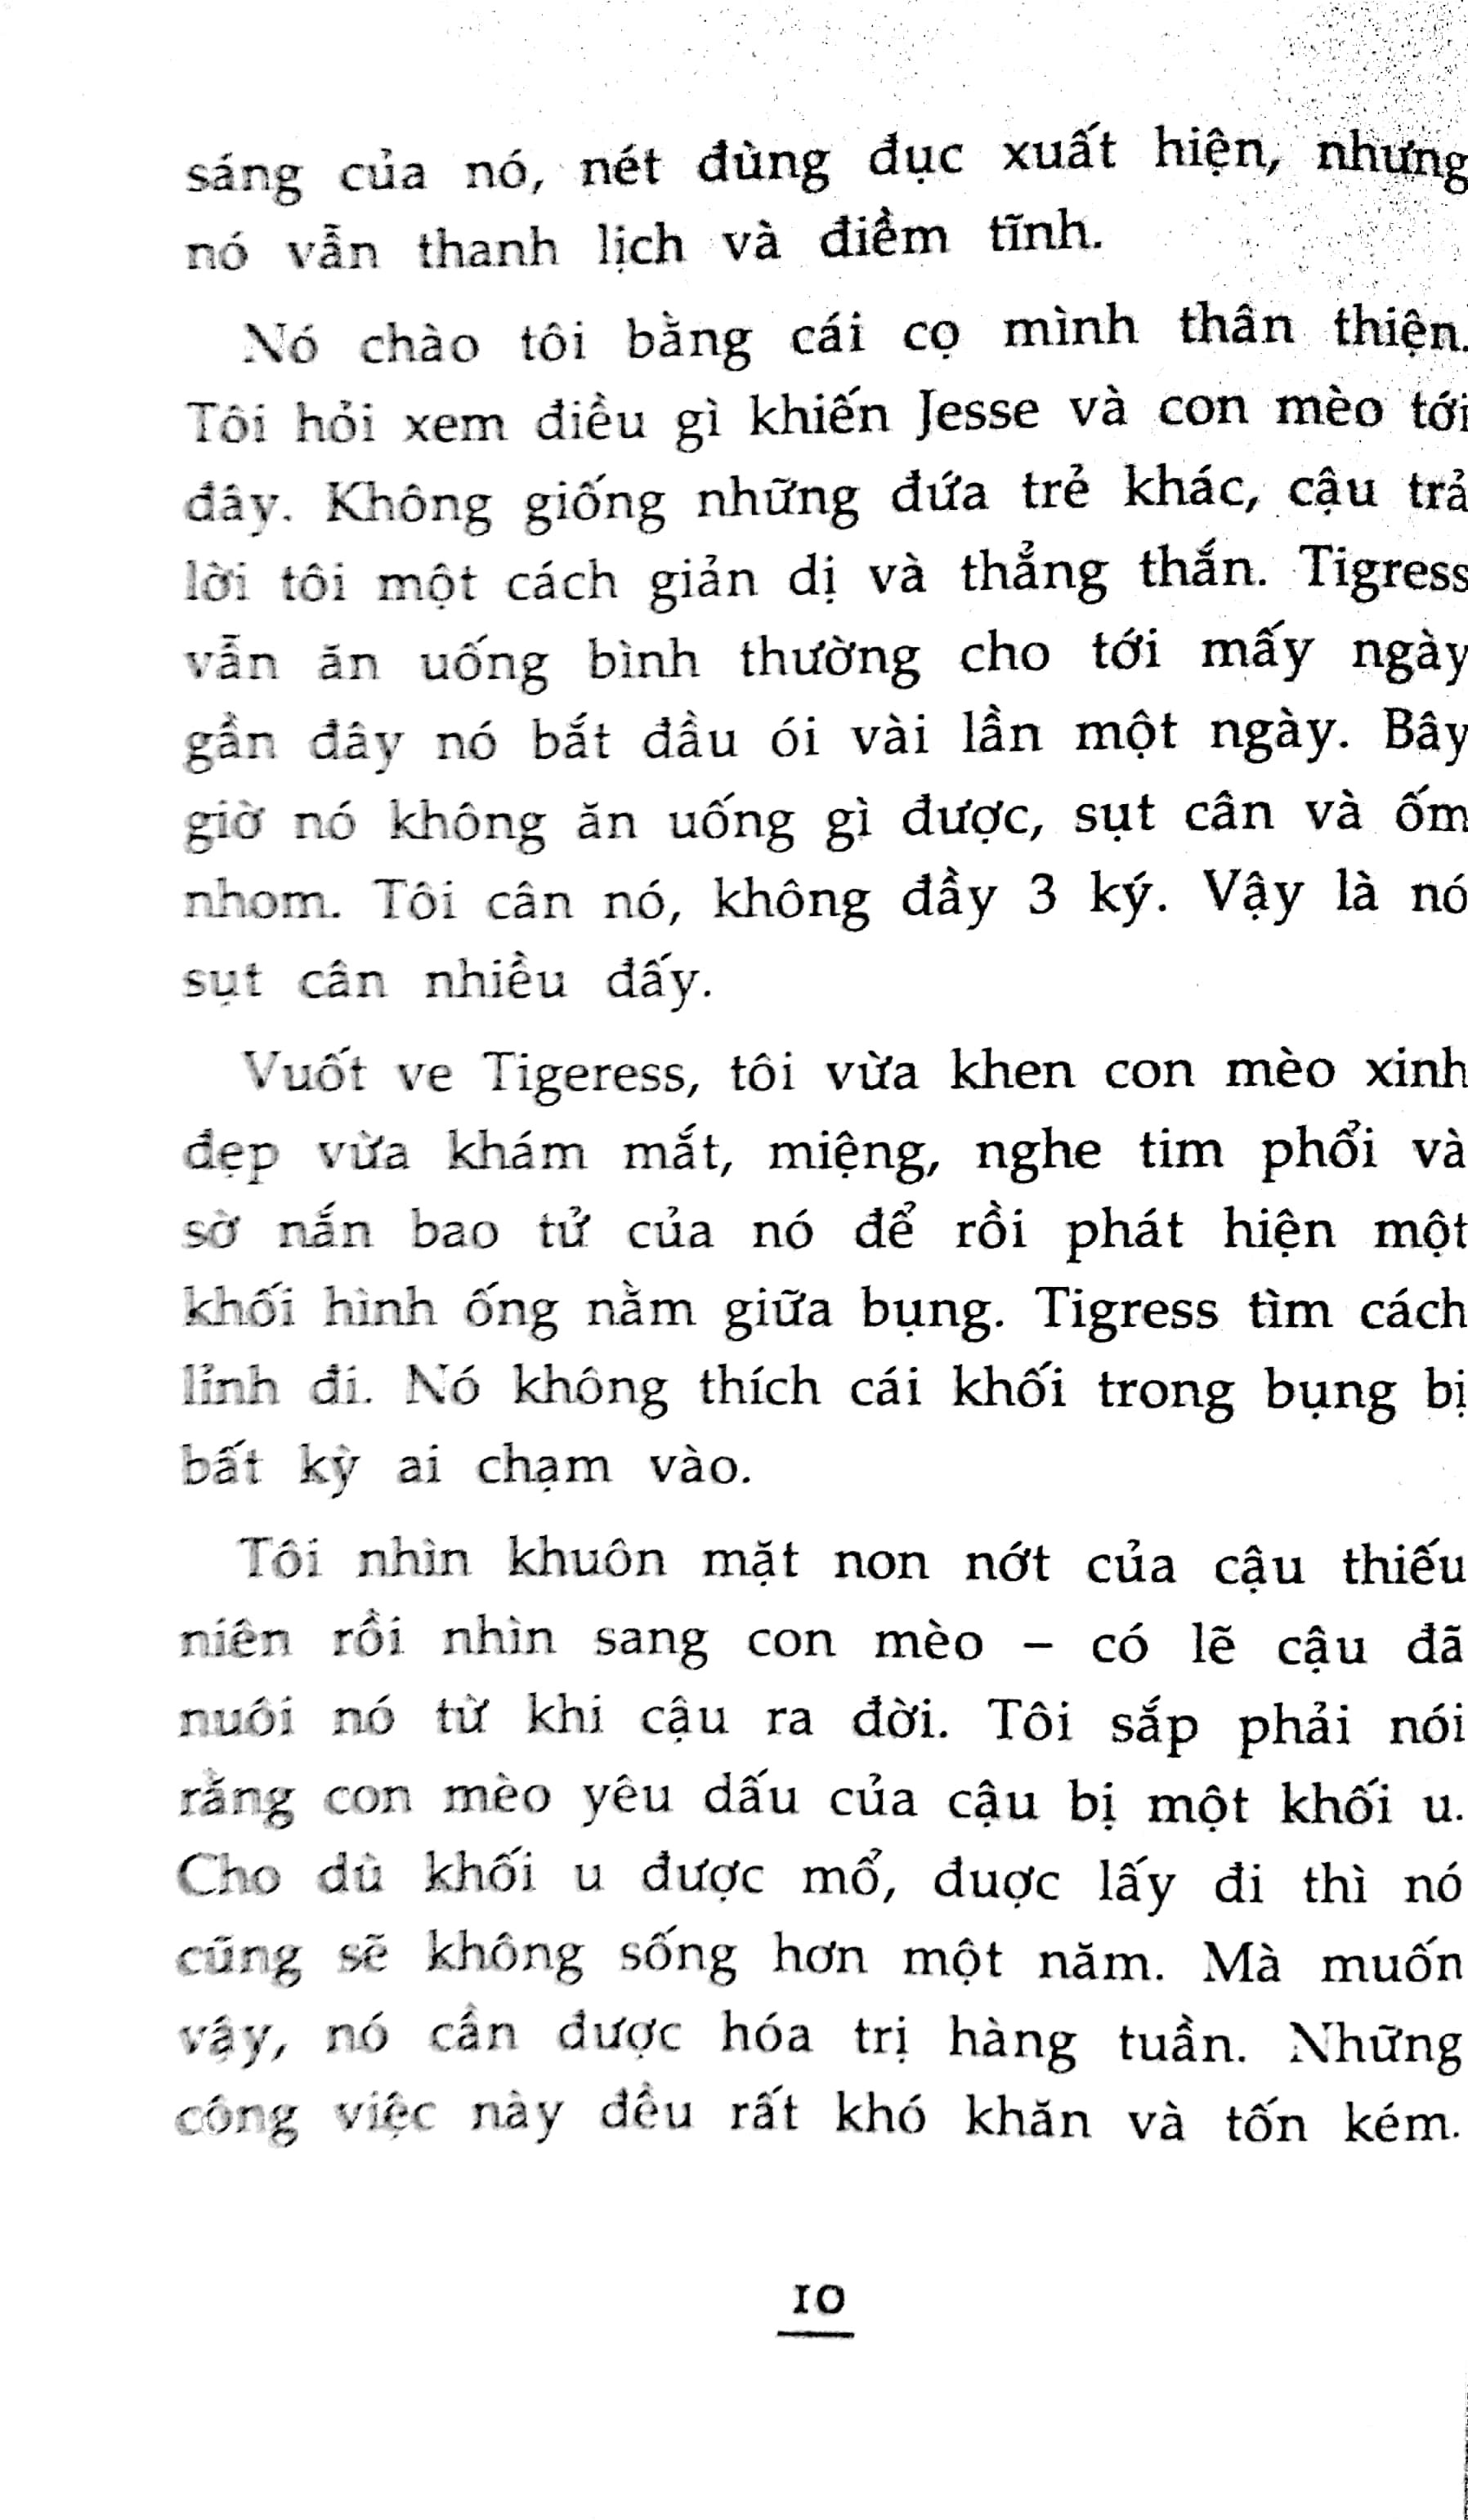 sáng của nó, nét đùng đục xuất hiện, nhưng
nó vẫn thanh lịch và điềm tĩnh.
Nó chào tôi bằng cái cọ mình thân thiện.
Tôi hỏi xem điều gì khiến Jesse và con mèo tới
đây. Không giống những đứa trẻ khác, cậu trả
lời tôi một cách giản dị và thẳng thắn. Tigress
vẫn ăn uống bình thường cho tới mấy ngày
gần đây nó bắt đầu ói vài lần một ngày. Bây
giờ nó không ăn uống gì được, sụt cân và ốm
nhom. Tôi cân nó, không đầy 3 ký. Vậy là nó
sụt cân nhiều đấy.
Vuốt ve Tigeress, tôi vừa khen con mèo xinh
đẹp vừa khám mắt, miệng, nghe tim phổi và
sờ nắn bao tử của nó để rồi phát hiện một
khối hình ống nằm giữa bụng. Tigress tìm cách
lỉnh đi. Nó không thích cái khối trong bụng bị
bất kỳ ai chạm vào.
Tôi nhìn khuôn mặt non nớt của cậu thiếu
niên rồi nhìn sang con mèo – có lẽ cậu đã
nuôi nó từ khi cậu ra đời. Tôi sắp phải nói
rằng con mèo yêu dấu của cậu bị một khối u.
Cho dù khối u được mổ, đuợc lấy đi thì nó
cũng sẽ không sống hơn một năm. Mà muốn
vậy, nó cần được hóa trị hàng tuần. Những
công việc này đều rất khó khăn và tốn kém.
10